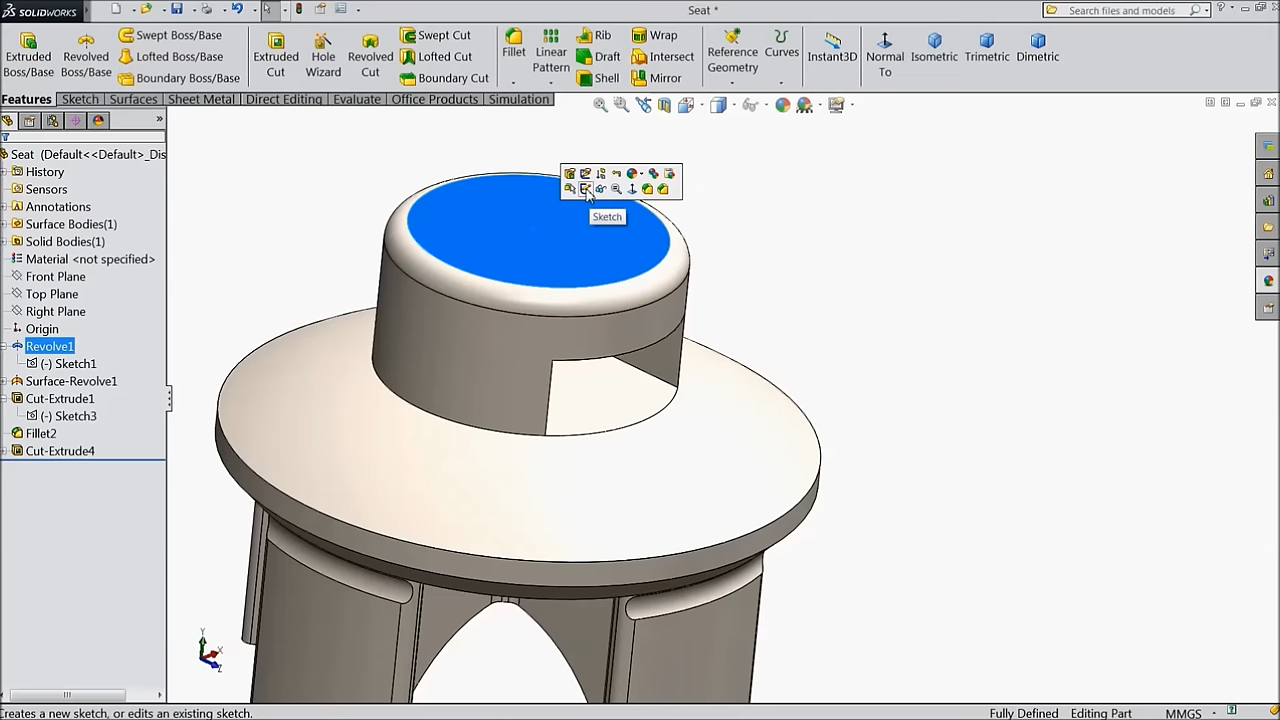 SOLIDWORKS
Seat *
Search files and models
Extruded Boss/Base
Revolved Boss/Base
Swept Boss/Base
Lofted Boss/Base
Boundary Boss/Base
Extruded Cut
Hole Wizard
Revolved Cut
Swept Cut
Lofted Cut
Boundary Cut
Fillet
Linear Pattern
Rib
Draft
Shell
Wrap
Intersect
Mirror
Reference Geometry
Curves
Instant3D
Normal To
Isometric
Trimetric
Dimetric
Features
Sketch
Surfaces
Sheet Metal
Direct Editing
Evaluate
Office Products
Simulation
Seat (Default<<Default>_Dis
History
Sensors
Annotations
Surface Bodies(1)
Solid Bodies(1)
Material <not specified>
Front Plane
Top Plane
Right Plane
Origin
Revolve1
(-) Sketch1
Surface-Revolve1
Cut-Extrude1
(-) Sketch3
Fillet2
Cut-Extrude4
Sketch
Y
X
Z
Creates a new sketch, or edits an existing sketch.
Fully Defined
Editing Part
MMGS